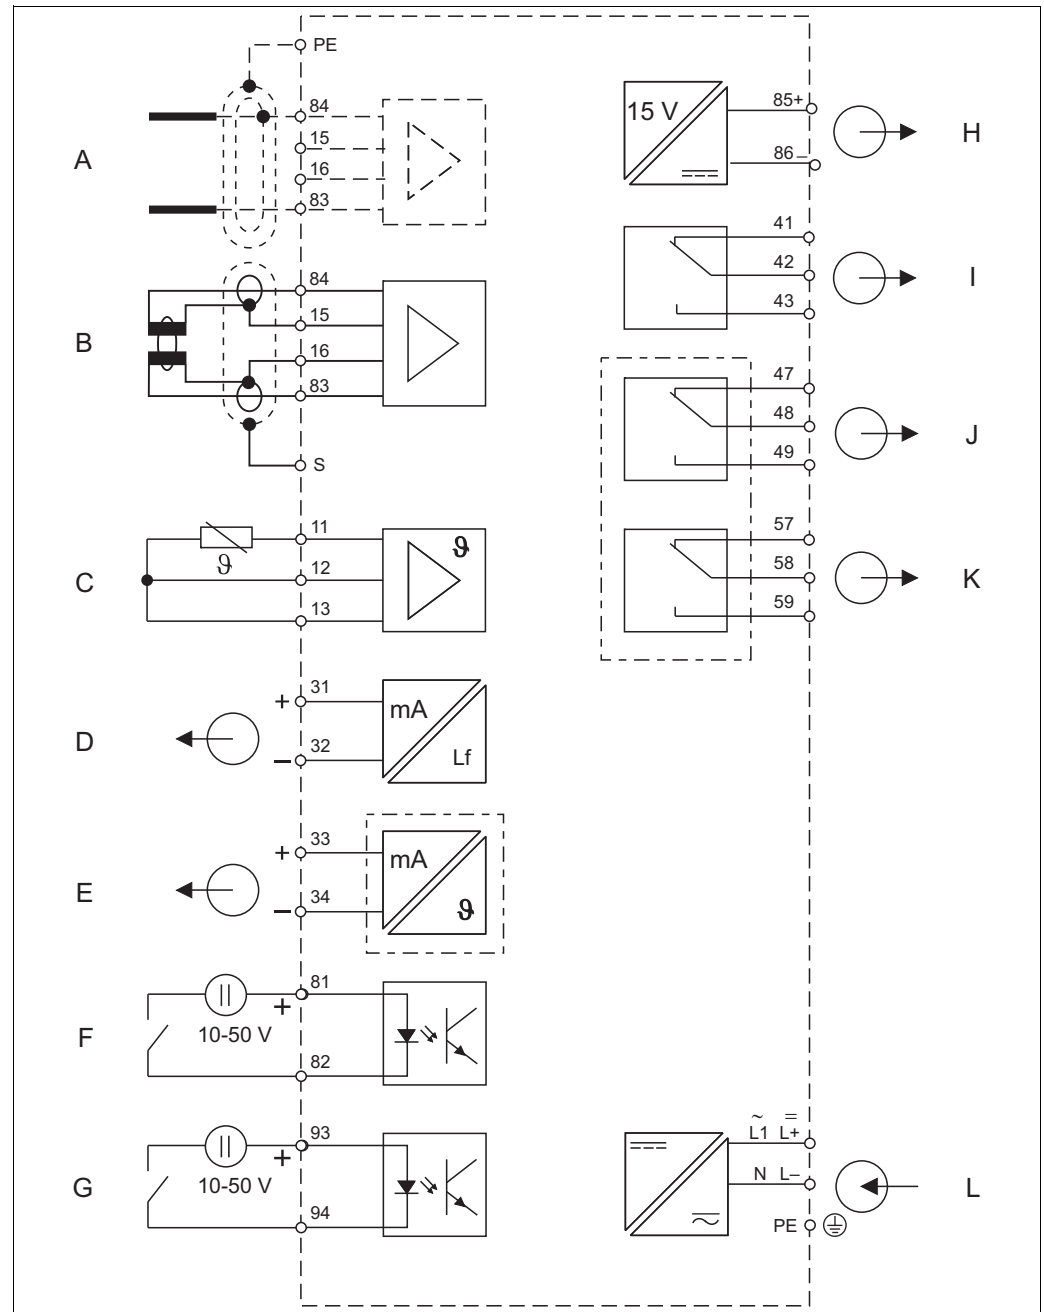 PE
A
84
15
16
83
B
84
15
16
83
S
C
ϑ
11
12
13
ϑ
D
+
31
−
32
mA
Lf
E
+
33
−
34
mA
ϑ
F
10-50 V
+
81
82
G
10-50 V
+
93
94
15 V
85+
86 −
H
41
42
43
I
47
48
49
J
57
58
59
K
~ =
L1 L+
N L−
PE
L